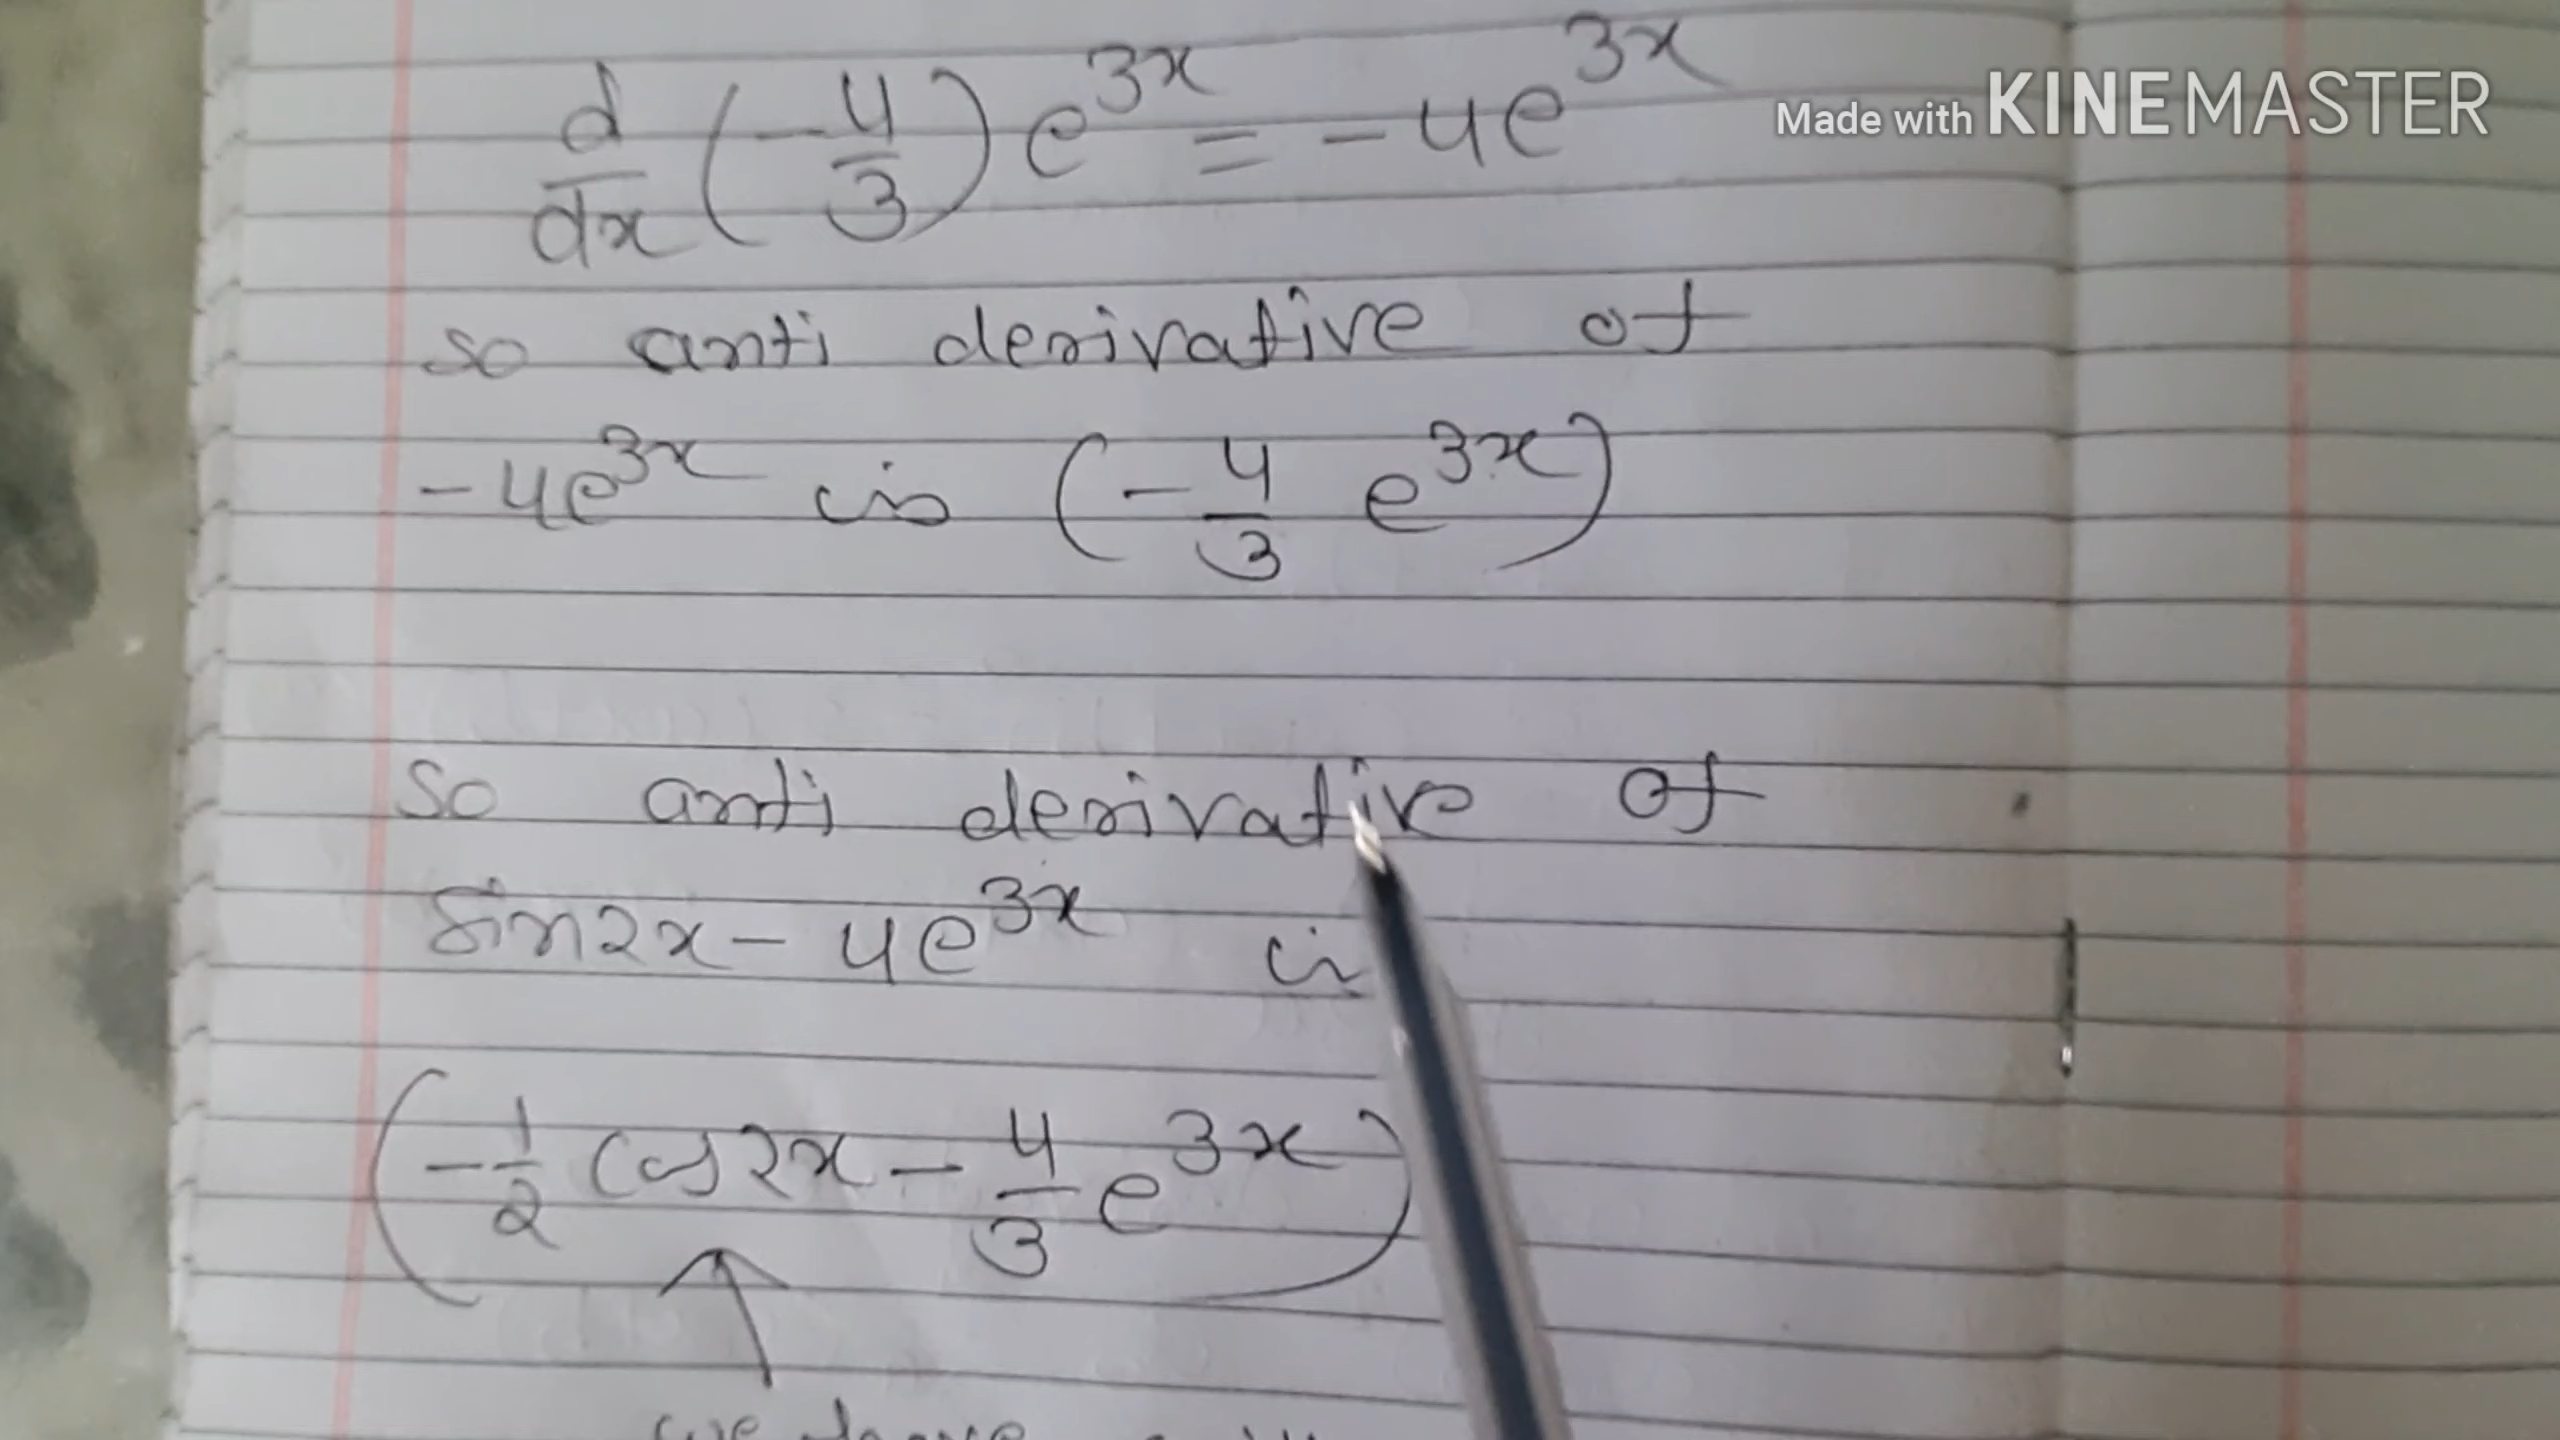 Made with KINEMASTER
d/dx (-4/3) e^3x = -4e^3x
so anti derivative of
-4e^3x is (-4/3 e^3x)
So anti derivative of
sin2x - 4e^3x is
(-1/2 cos2x - 4/3 e^3x)
↑
we